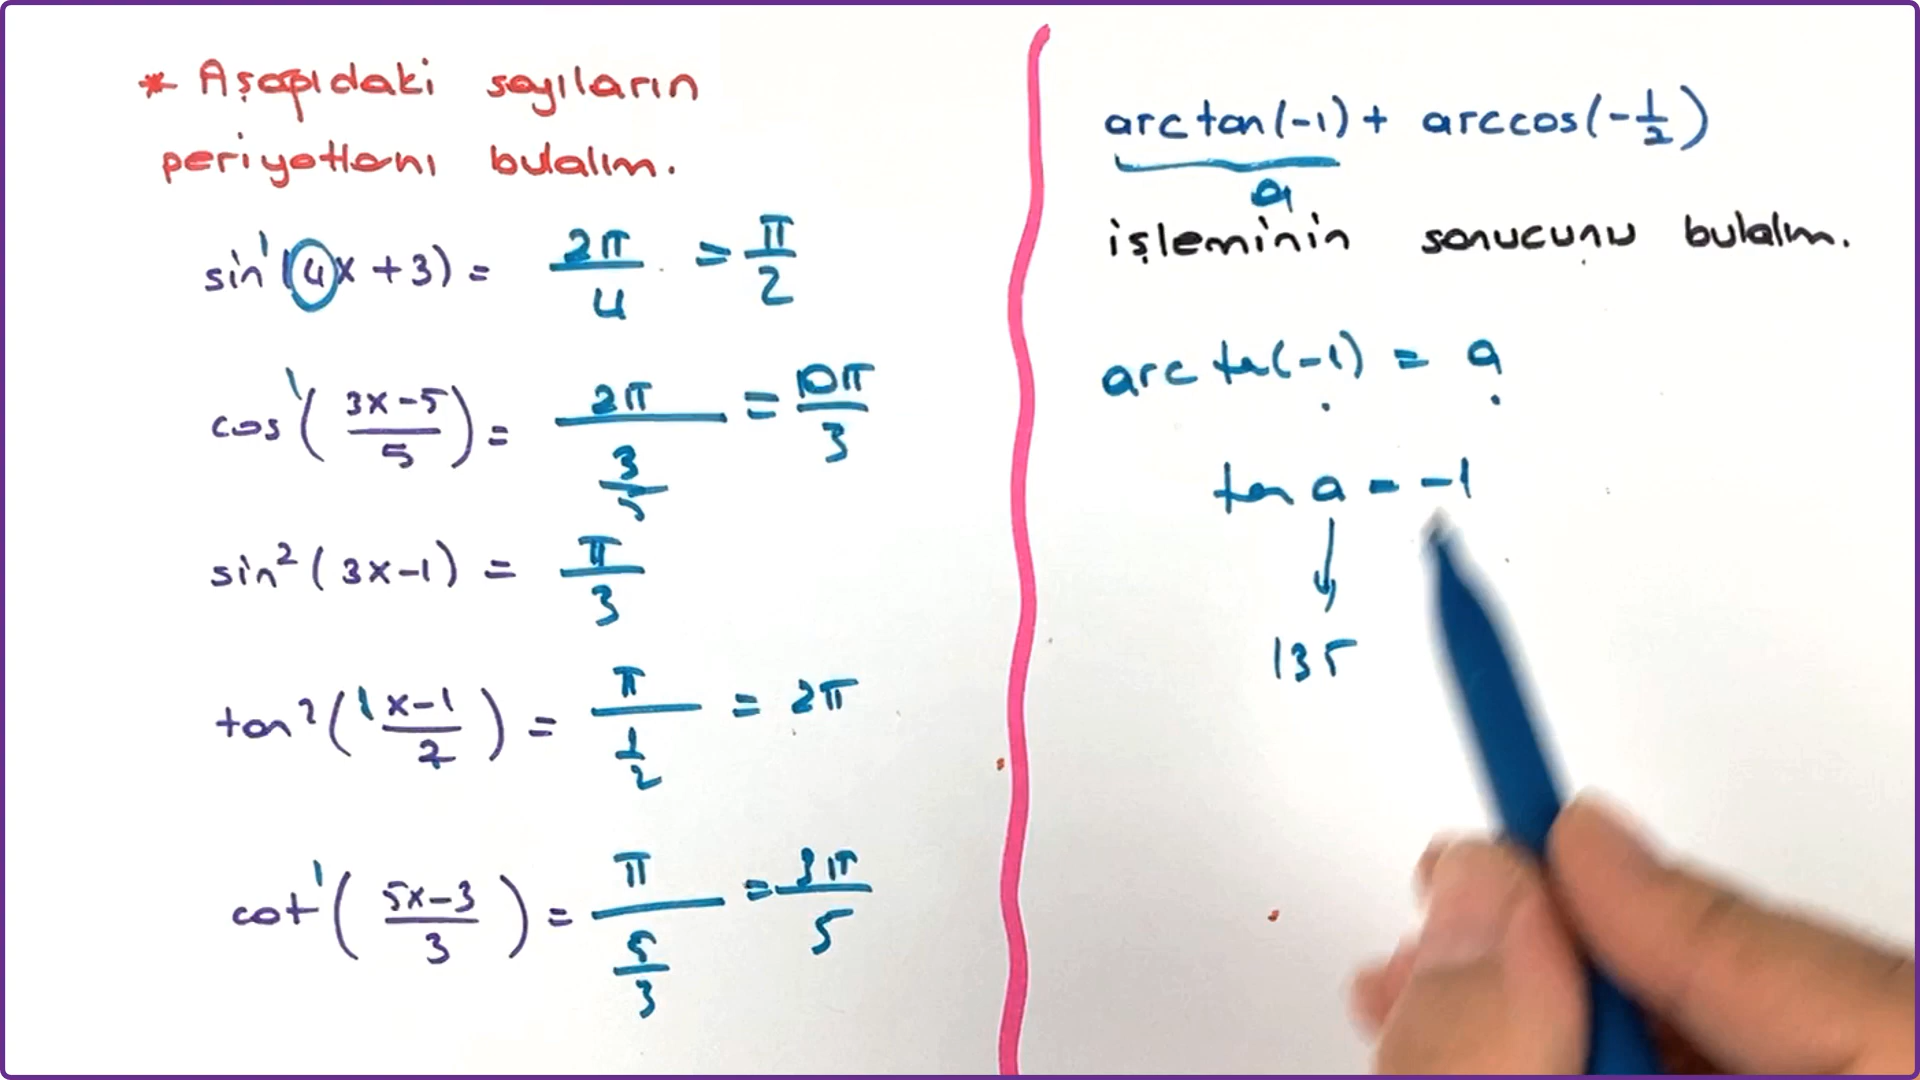 * Aşağıdaki sayıların
periyotlarını bulalım.
sin¹(4x + 3) = 2π/4 = π/2
cos¹((3x-5)/5) = 2π/(3/5) = 10π/3
sin²(3x-1) = π/3
tan²(1x-1/2) = π/(1/2) = 2π
cot¹((5x-3)/3) = π/(5/3) = 3π/5
arctan(-1) + arccos(-1/2)
a
işleminin sonucunu bulalım.
arctan(-1) = a
tan a = -1
135